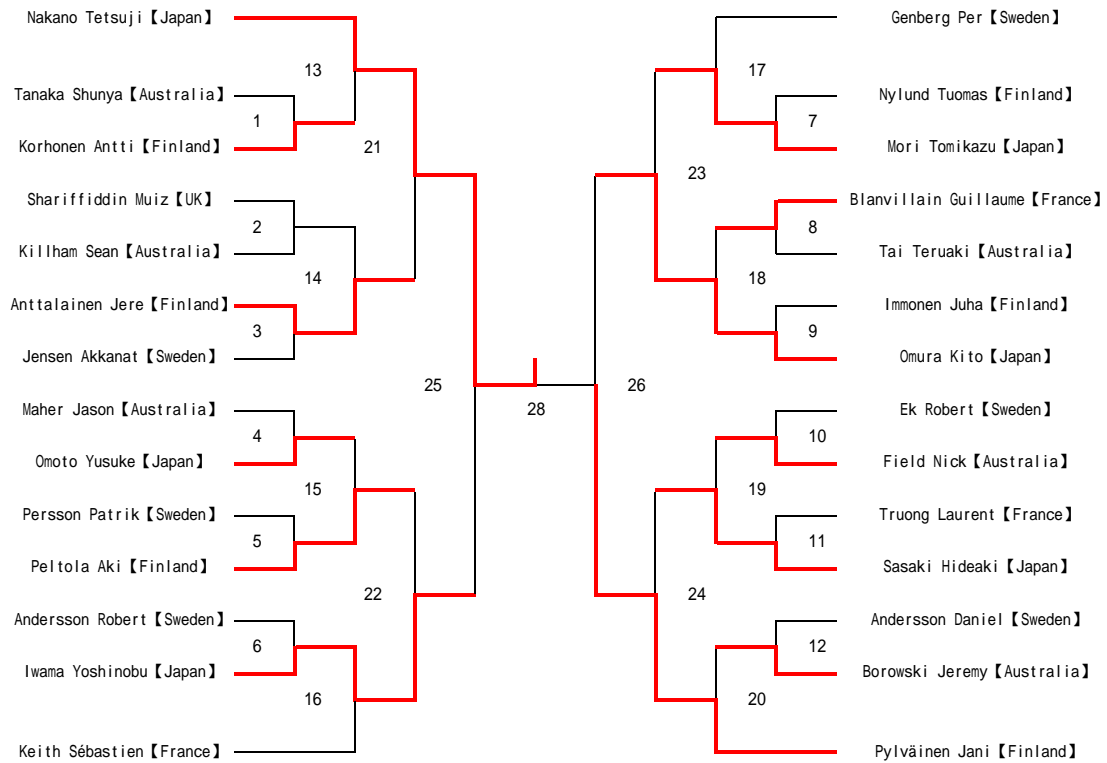 Nakano Tetsuji【Japan】
Genberg Per【Sweden】
13
17
Tanaka Shunya【Australia】
Nylund Tuomas【Finland】
1
7
Korhonen Antti【Finland】
Mori Tomikazu【Japan】
21
23
Shariffiddin Muiz【UK】
Blanvillain Guillaume【France】
2
8
Killham Sean【Australia】
Tai Teruaki【Australia】
14
18
Anttalainen Jere【Finland】
Immonen Juha【Finland】
3
9
Jensen Akkanat【Sweden】
Omura Kito【Japan】
25
26
28
Maher Jason【Australia】
Ek Robert【Sweden】
4
10
Omoto Yusuke【Japan】
Field Nick【Australia】
15
19
Persson Patrik【Sweden】
Truong Laurent【France】
5
11
Peltola Aki【Finland】
Sasaki Hideaki【Japan】
22
24
Andersson Robert【Sweden】
Andersson Daniel【Sweden】
6
12
Iwama Yoshinobu【Japan】
Borowski Jeremy【Australia】
16
20
Keith Sébastien【France】
Pylväinen Jani【Finland】